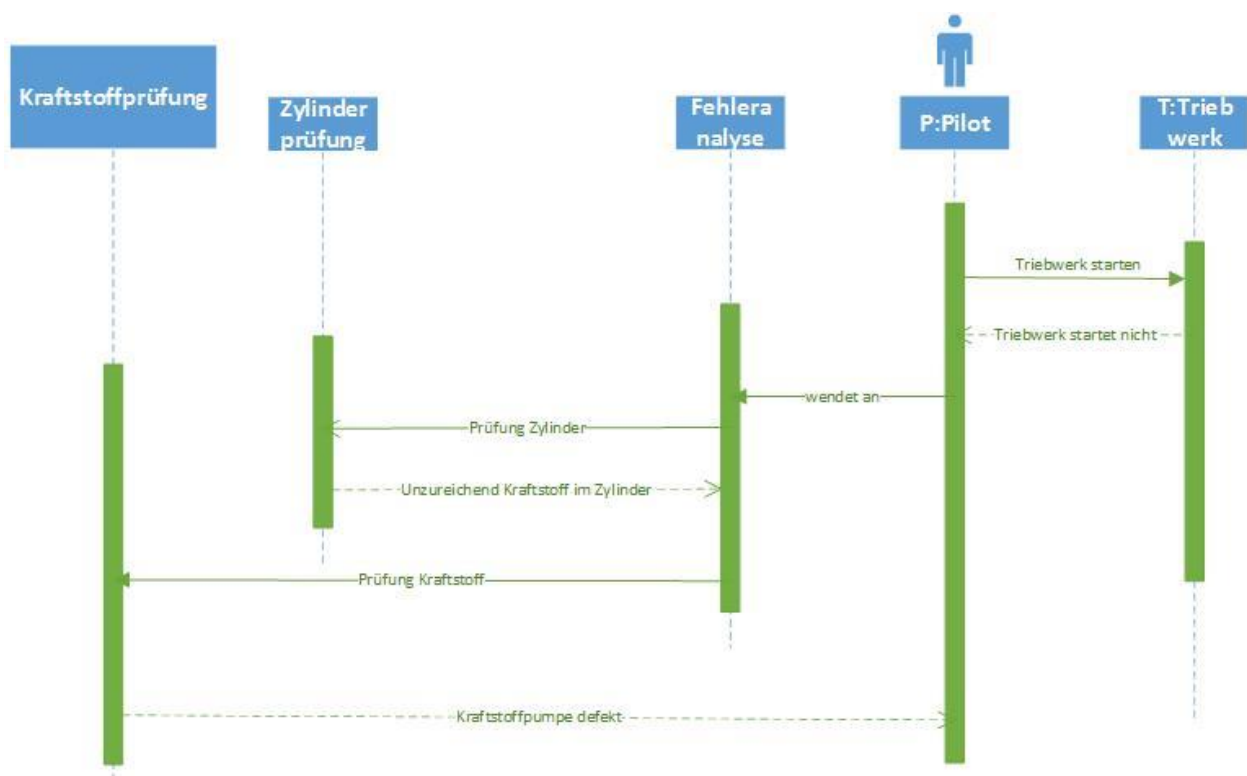 Kraftstoffprüfung
Zylinder
prüfung
Fehlera
nalyse
P:Pilot
T:Trieb
werk
Triebwerk starten
Triebwerk startet nicht
wendet an
Prüfung Zylinder
Unzureichend Kraftstoff im Zylinder
Prüfung Kraftstoff
Kraftstoffpumpe defekt